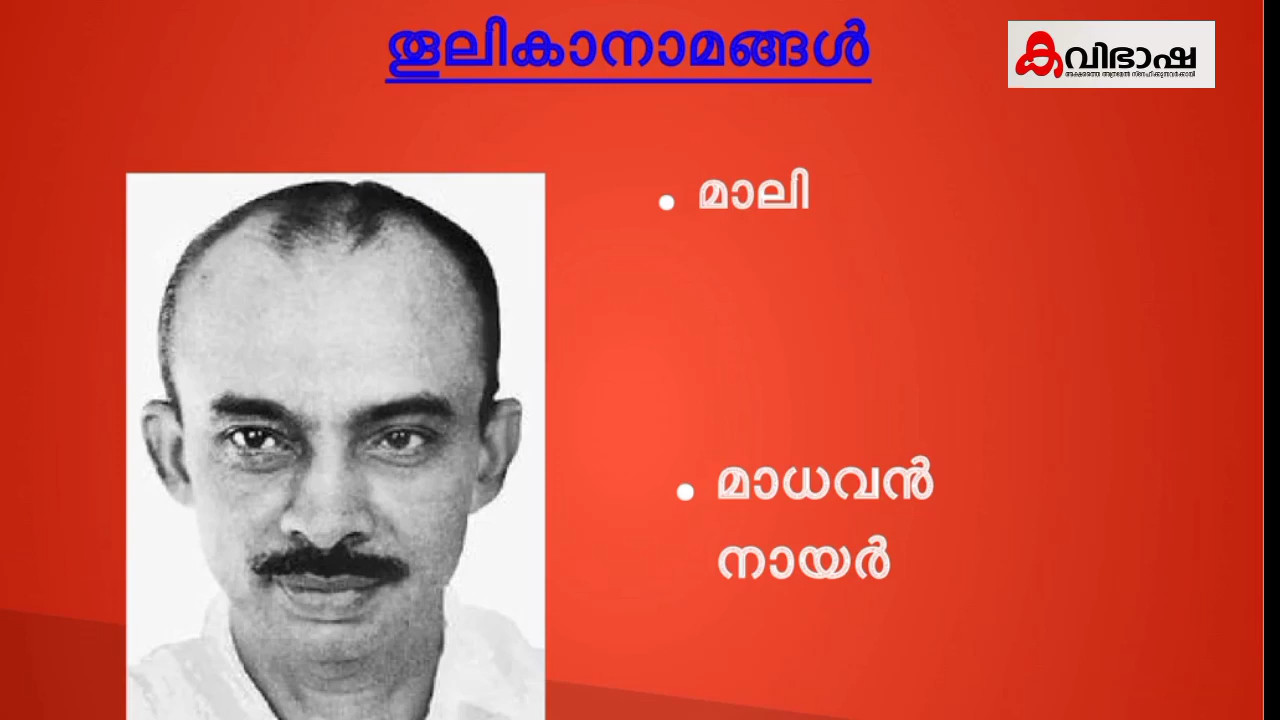 തൂലികാനാമങ്ങൾ
കവിഭാഷ
• മാലി
• മാധവൻ
നായർ